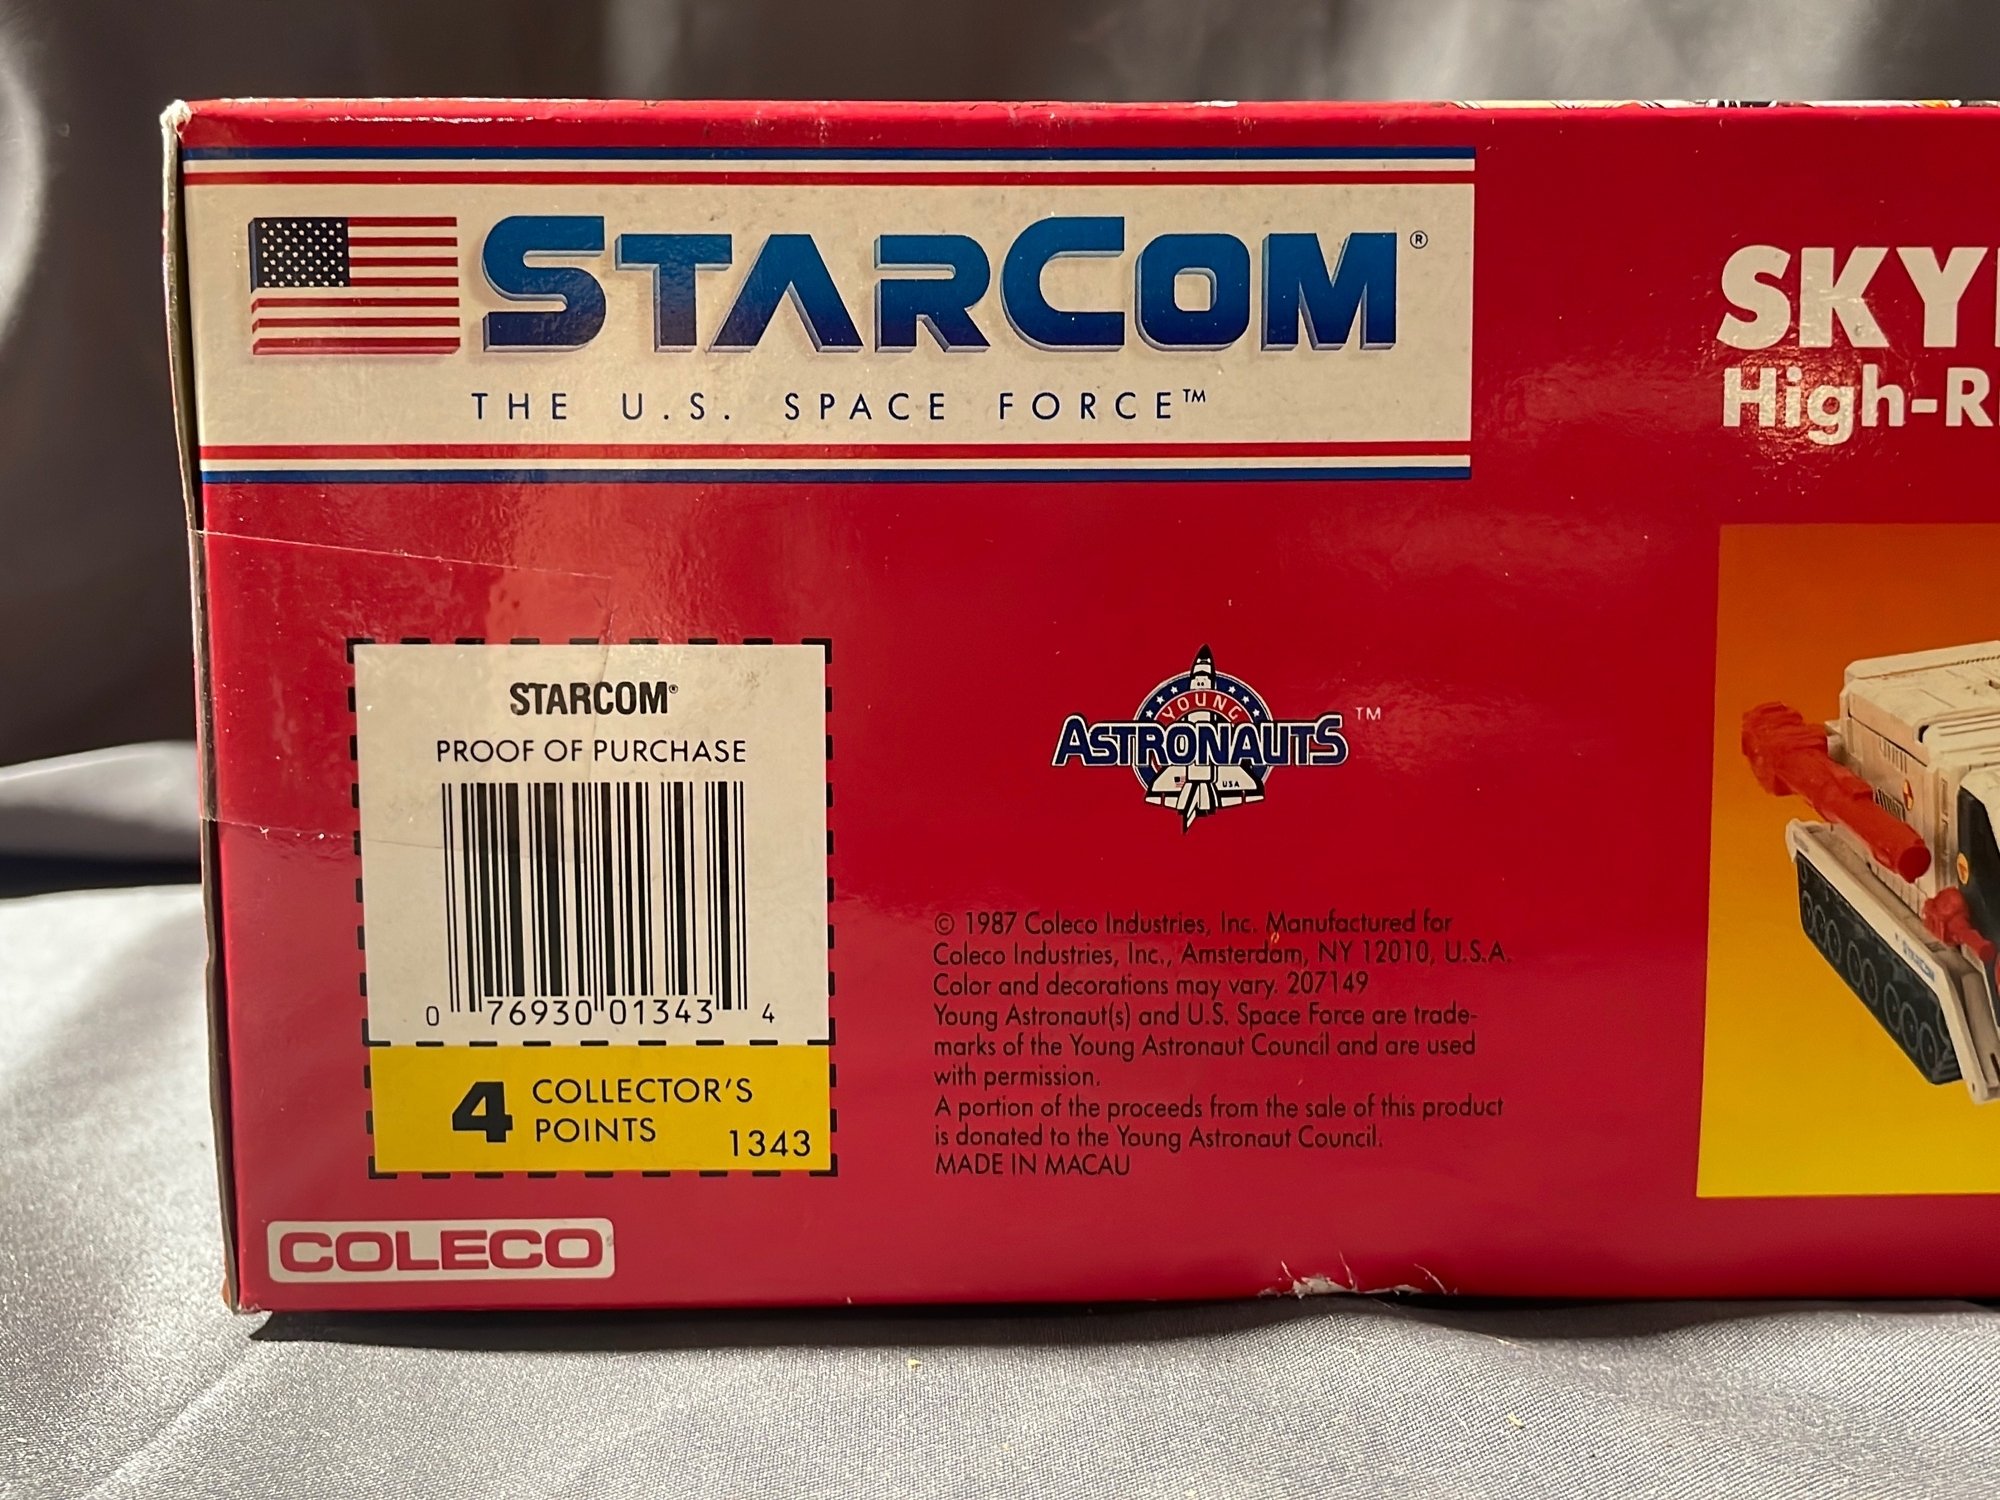 STARCOM®
THE U.S. SPACE FORCE™
SKY
High-R
STARCOM®
PROOF OF PURCHASE
0 76930 01343 4
4 COLLECTOR'S
POINTS 1343
COLECO
YOUNG
ASTRONAUTS™
USA
© 1987 Coleco Industries, Inc. Manufactured for
Coleco Industries, Inc., Amsterdam, NY 12010, U.S.A.
Color and decorations may vary. 207149
Young Astronaut(s) and U.S. Space Force are trade-
marks of the Young Astronaut Council and are used
with permission.
A portion of the proceeds from the sale of this product
is donated to the Young Astronaut Council.
MADE IN MACAU
STARCOM